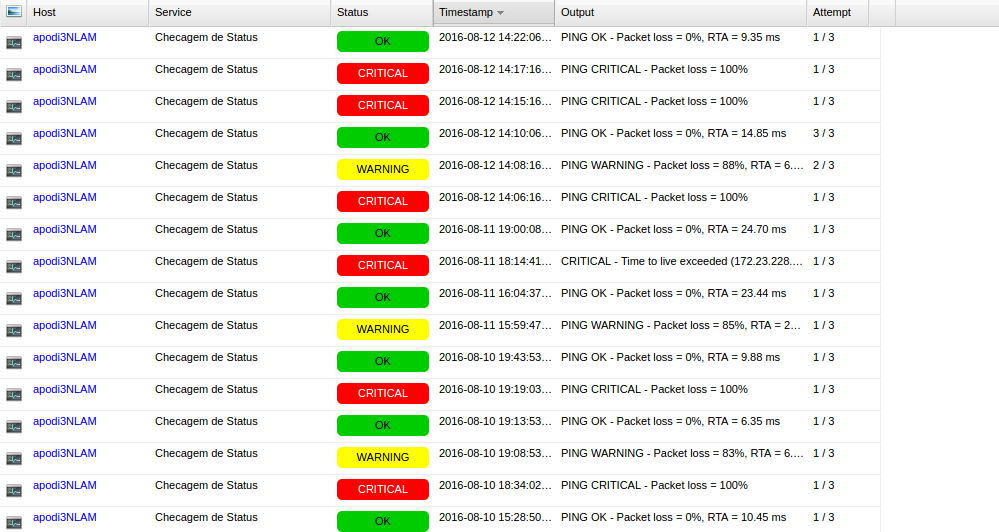 Host Service Status Timestamp Output Attempt
apodi3NLAM Checagem de Status OK 2016-08-12 14:22:06... PING OK - Packet loss = 0%, RTA = 9.35 ms 1 / 3
apodi3NLAM Checagem de Status CRITICAL 2016-08-12 14:17:16... PING CRITICAL - Packet loss = 100% 1 / 3
apodi3NLAM Checagem de Status CRITICAL 2016-08-12 14:15:16... PING CRITICAL - Packet loss = 100% 1 / 3
apodi3NLAM Checagem de Status OK 2016-08-12 14:10:06... PING OK - Packet loss = 0%, RTA = 14.85 ms 3 / 3
apodi3NLAM Checagem de Status WARNING 2016-08-12 14:08:16... PING WARNING - Packet loss = 88%, RTA = 6.... 2 / 3
apodi3NLAM Checagem de Status CRITICAL 2016-08-12 14:06:16... PING CRITICAL - Packet loss = 100% 1 / 3
apodi3NLAM Checagem de Status OK 2016-08-11 19:00:08... PING OK - Packet loss = 0%, RTA = 24.70 ms 1 / 3
apodi3NLAM Checagem de Status CRITICAL 2016-08-11 18:14:41... CRITICAL - Time to live exceeded (172.23.228.... 1 / 3
apodi3NLAM Checagem de Status OK 2016-08-11 16:04:37... PING OK - Packet loss = 0%, RTA = 23.44 ms 1 / 3
apodi3NLAM Checagem de Status WARNING 2016-08-11 15:59:47... PING WARNING - Packet loss = 85%, RTA = 2... 1 / 3
apodi3NLAM Checagem de Status OK 2016-08-10 19:43:53... PING OK - Packet loss = 0%, RTA = 9.88 ms 1 / 3
apodi3NLAM Checagem de Status CRITICAL 2016-08-10 19:19:03... PING CRITICAL - Packet loss = 100% 1 / 3
apodi3NLAM Checagem de Status OK 2016-08-10 19:13:53... PING OK - Packet loss = 0%, RTA = 6.35 ms 1 / 3
apodi3NLAM Checagem de Status WARNING 2016-08-10 19:08:53... PING WARNING - Packet loss = 83%, RTA = 6.... 1 / 3
apodi3NLAM Checagem de Status CRITICAL 2016-08-10 18:34:02... PING CRITICAL - Packet loss = 100% 1 / 3
apodi3NLAM Checagem de Status OK 2016-08-10 15:28:50... PING OK - Packet loss = 0%, RTA = 10.45 ms 1 / 3